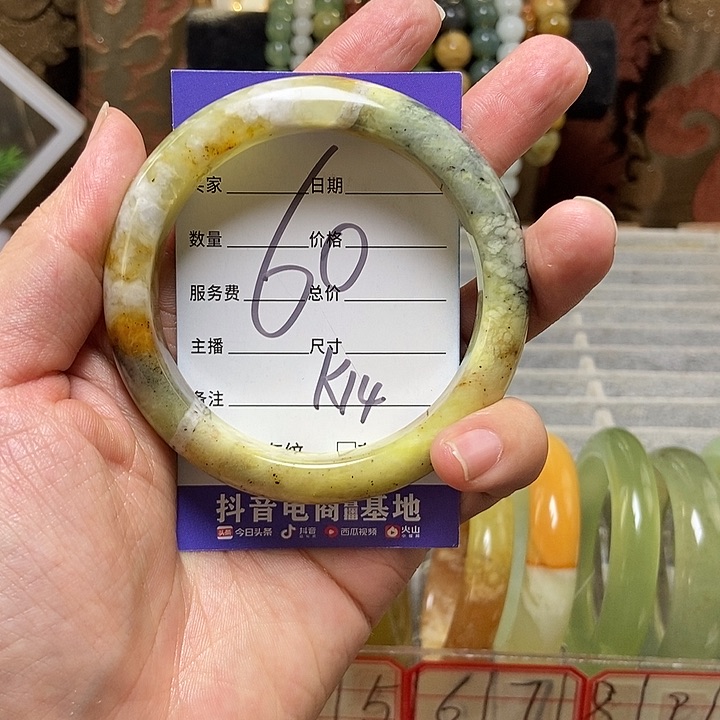 家 日期
60
数量 价格
服务费 总价
主播 尺寸
K14
备注
抖音电商直播基地
今日头条 抖音 西瓜视频 火山
5 6 7 8